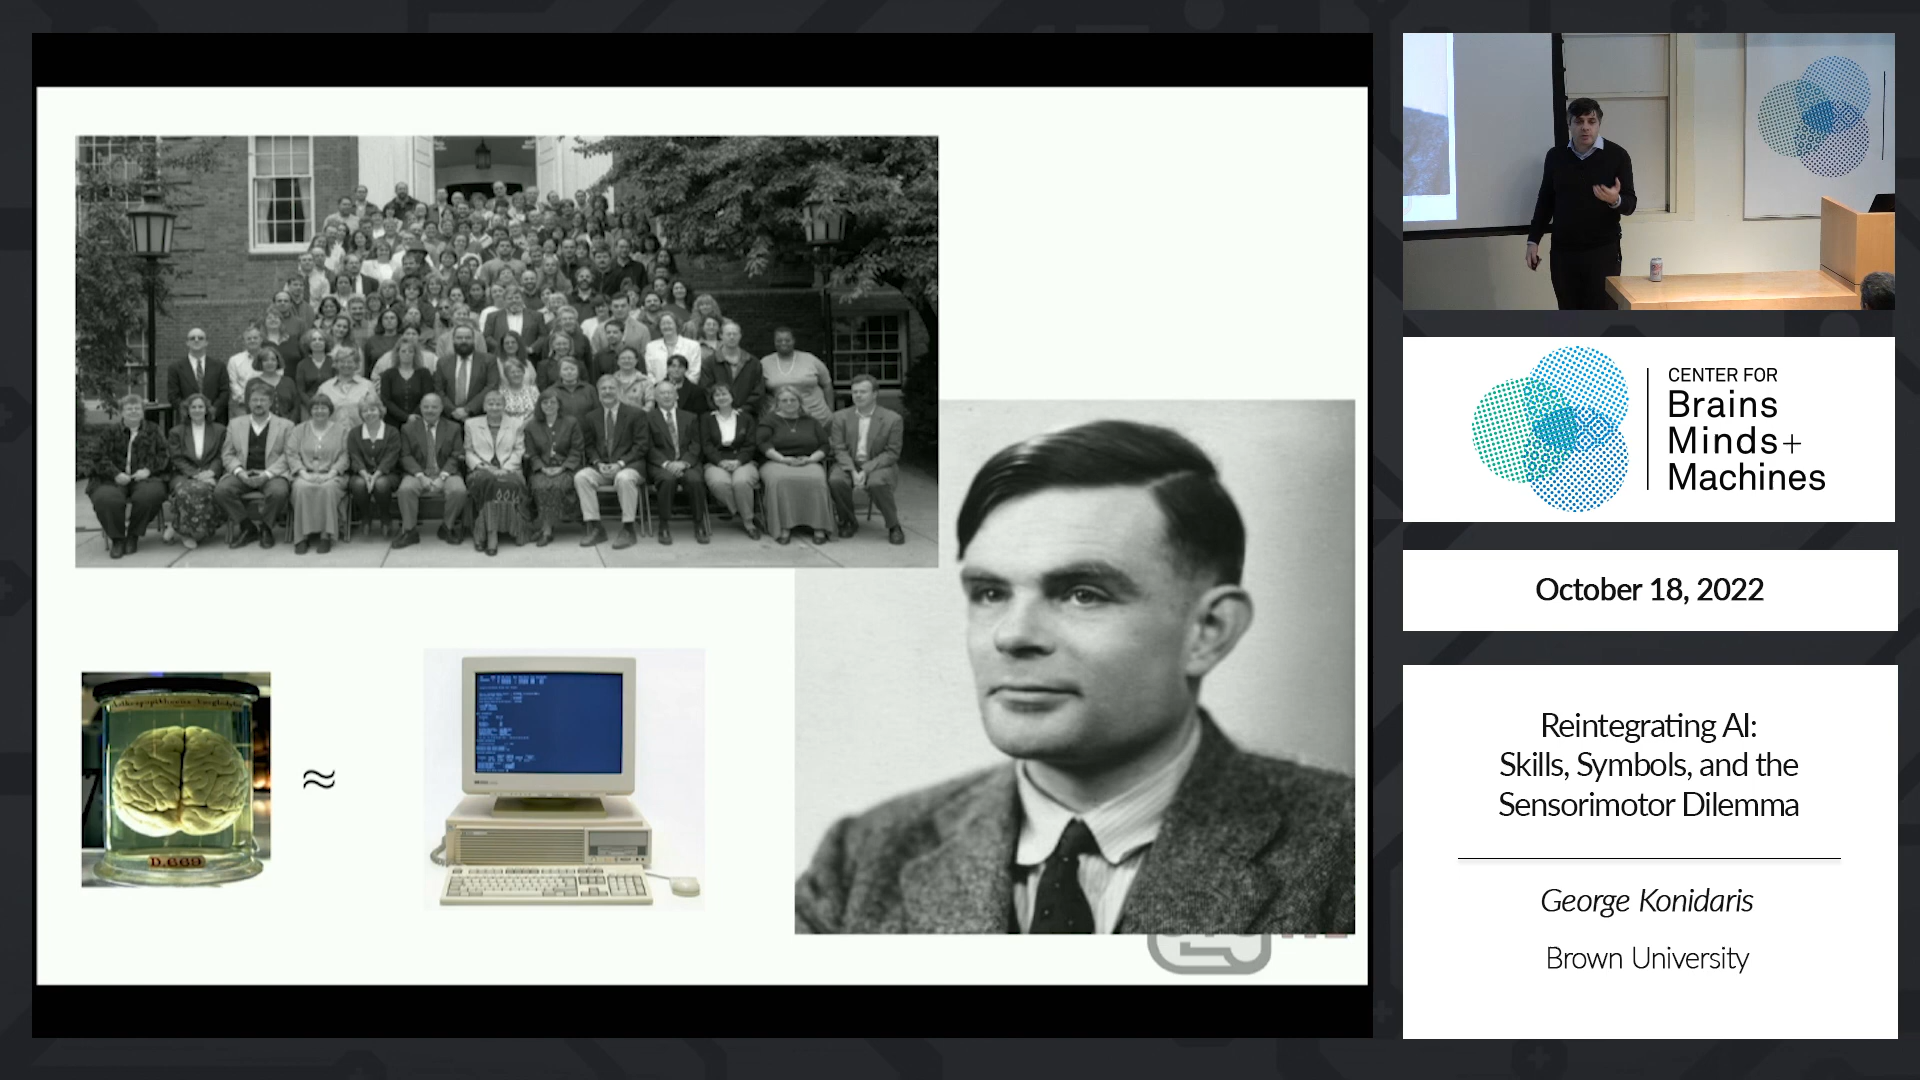 ≈
D.669
CENTER FOR
Brains
Minds+
Machines
October 18, 2022
Reintegrating AI:
Skills, Symbols, and the
Sensorimotor Dilemma
George Konidaris
Brown University